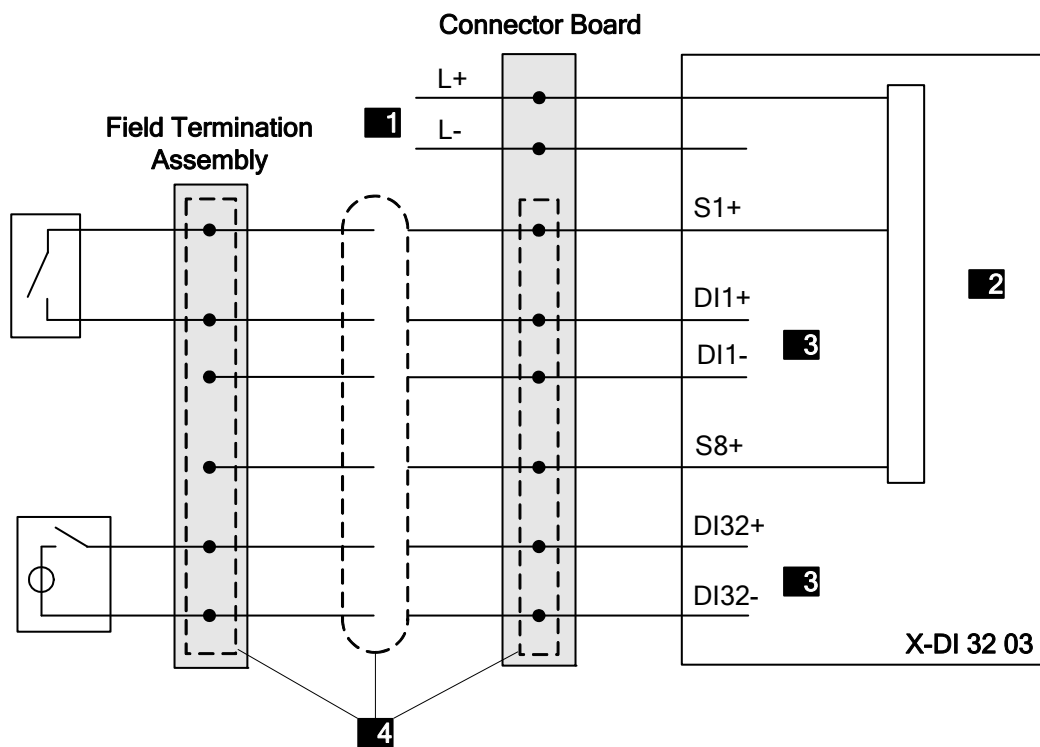 Connector Board
L+
1
L-
Field Termination
Assembly
S1+
2
DI1+
3
DI1-
S8+
DI32+
3
DI32-
X-DI 32 03
4